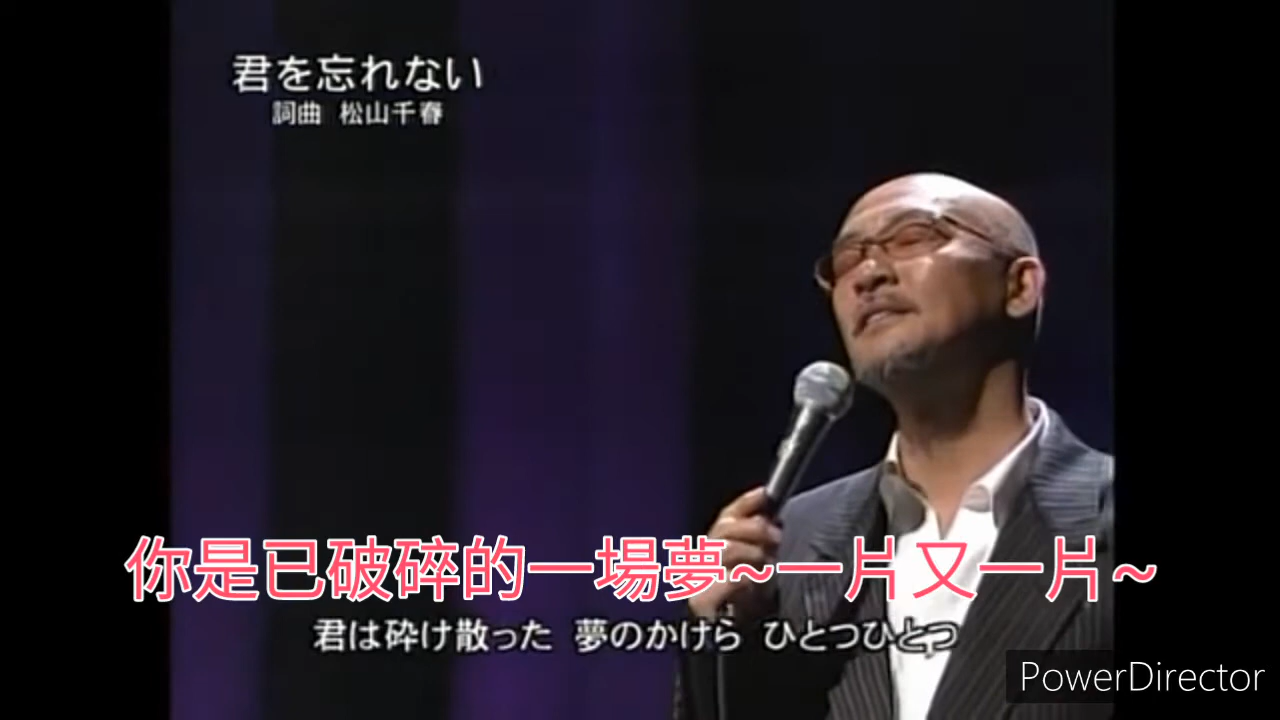 君を忘れない
詞曲 松山千春
你是已破碎的一場夢~一片又一片~
君は砕け散った 夢のかけら ひとつひとつ
PowerDirector